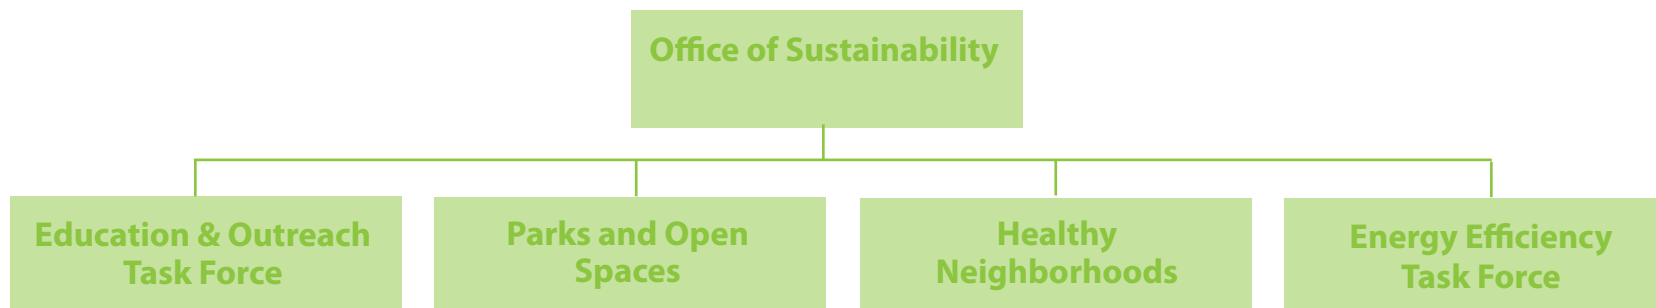 Office of Sustainability
Education & Outreach
Task Force
Parks and Open
Spaces
Healthy
Neighborhoods
Energy Efficiency
Task Force